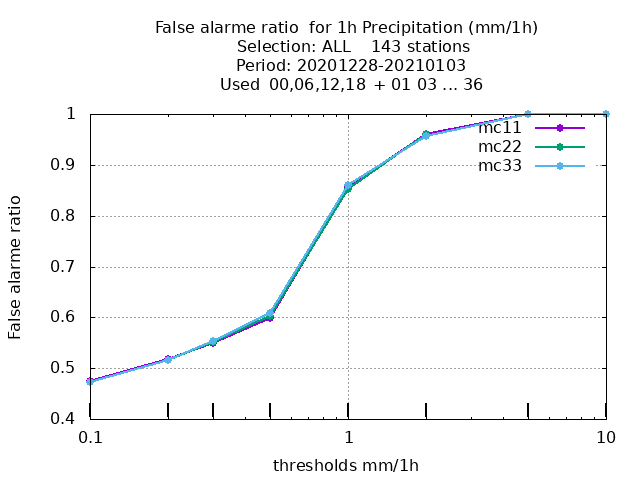 False alarme ratio  for 1h Precipitation (mm/1h)
Selection: ALL    143 stations
Period: 20201228-20210103
Used  00,06,12,18  + 01 03 ... 36
mc11
mc22
mc33
1
0.9
0.8
0.7
0.6
0.5
0.4
False alarme ratio
0.1
1
10
thresholds mm/1h